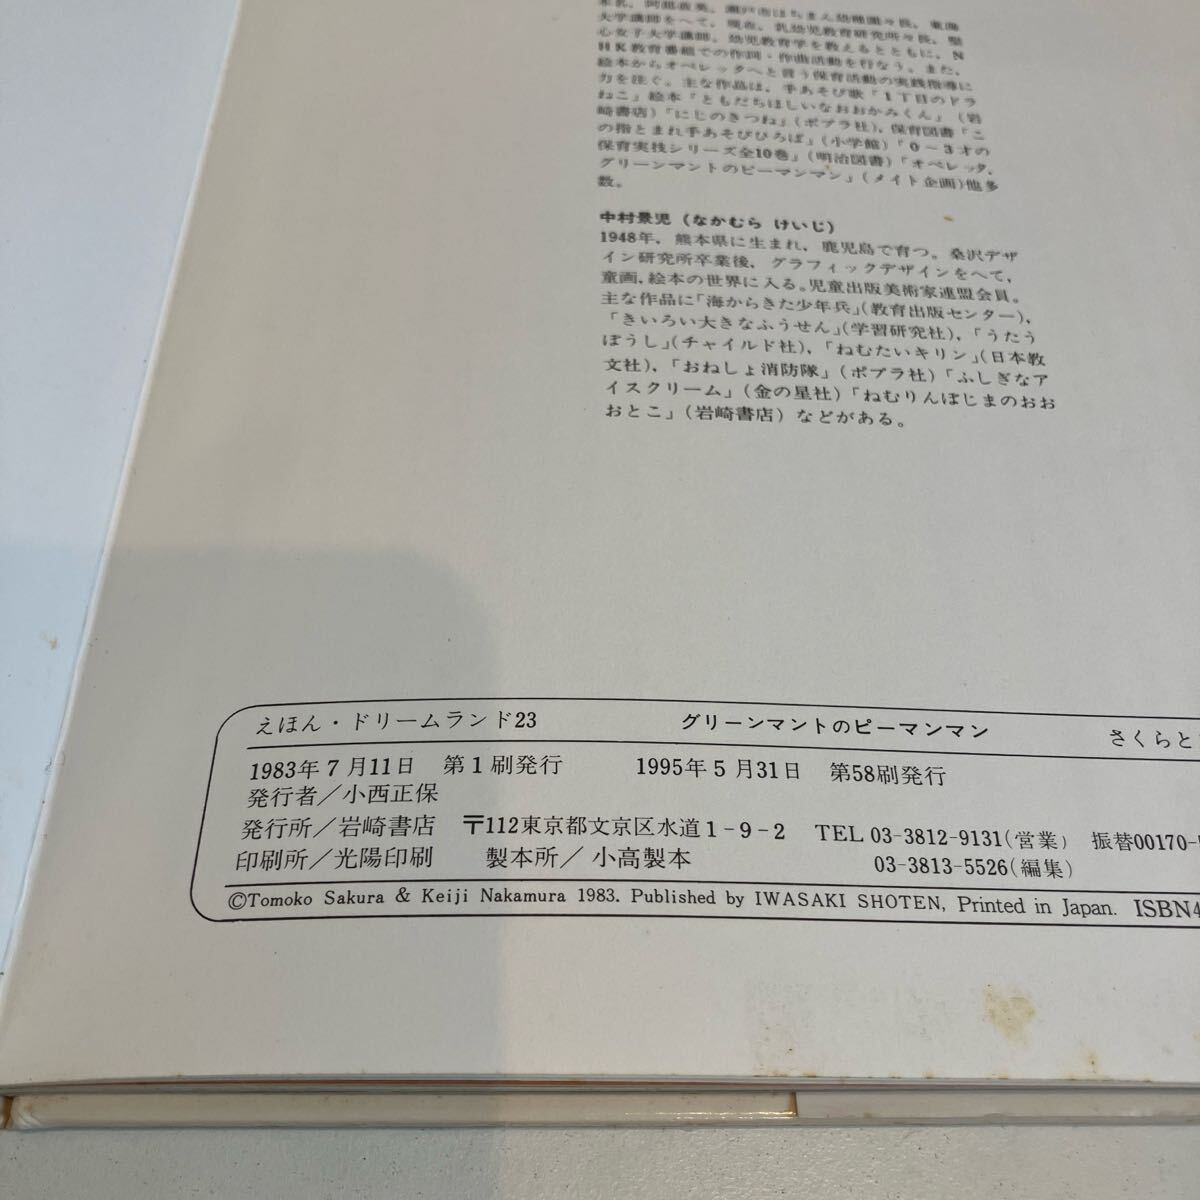 本名，阿部直美。瀬戸市はちまん幼稚園々長，東海
大学講師をへて，現在，乳幼児教育研究所々長，聖
心女子大学講師。幼児教育学を教えるとともに，N
HK教育番組での作詞・作曲活動を行なう。また，
絵本からオペレッタへと言う保育活動の実践指導に
力を注ぐ。主な作品は，手あそび歌「1丁目のドラ
ねこ」絵本「ともだちほしいなおおかみくん」（岩
崎書店）「にじのきつね」（ポプラ社），保育図書「こ
の指とまれ手あそびひろば」（小学館）「0～3才の
保育実技シリーズ全10巻」（明治図書）「オペレッタ，
グリーンマントのピーマンマン」（メイト企画）他多
数。
中村景児（なかむら けいじ）
1948年，熊本県に生まれ，鹿児島で育つ。桑沢デザ
イン研究所卒業後，グラフィックデザインをへて，
童画，絵本の世界に入る。児童出版美術家連盟会員。
主な作品に「海からきた少年兵」（教育出版センター），
「きいろい大きなふうせん」（学習研究社），「うたう
ぼうし」（チャイルド社），「ねむたいキリン」（日本教
文社），「おねしょ消防隊」（ポプラ社）「ふしぎなア
イスクリーム」（金の星社）「ねむりんぼじまのおお
おとこ」（岩崎書店）などがある。
えほん・ドリームランド23　グリーンマントのピーマンマン　さくらと
1983年7月11日　第1刷発行　1995年5月31日　第58刷発行
発行者／小西正保
発行所／岩崎書店　〒112東京都文京区水道1-9-2　TEL 03-3812-9131（営業）　振替00170-
印刷所／光陽印刷　製本所／小高製本　03-3813-5526（編集）
©Tomoko Sakura & Keiji Nakamura 1983. Published by IWASAKI SHOTEN, Printed in Japan. ISBN4